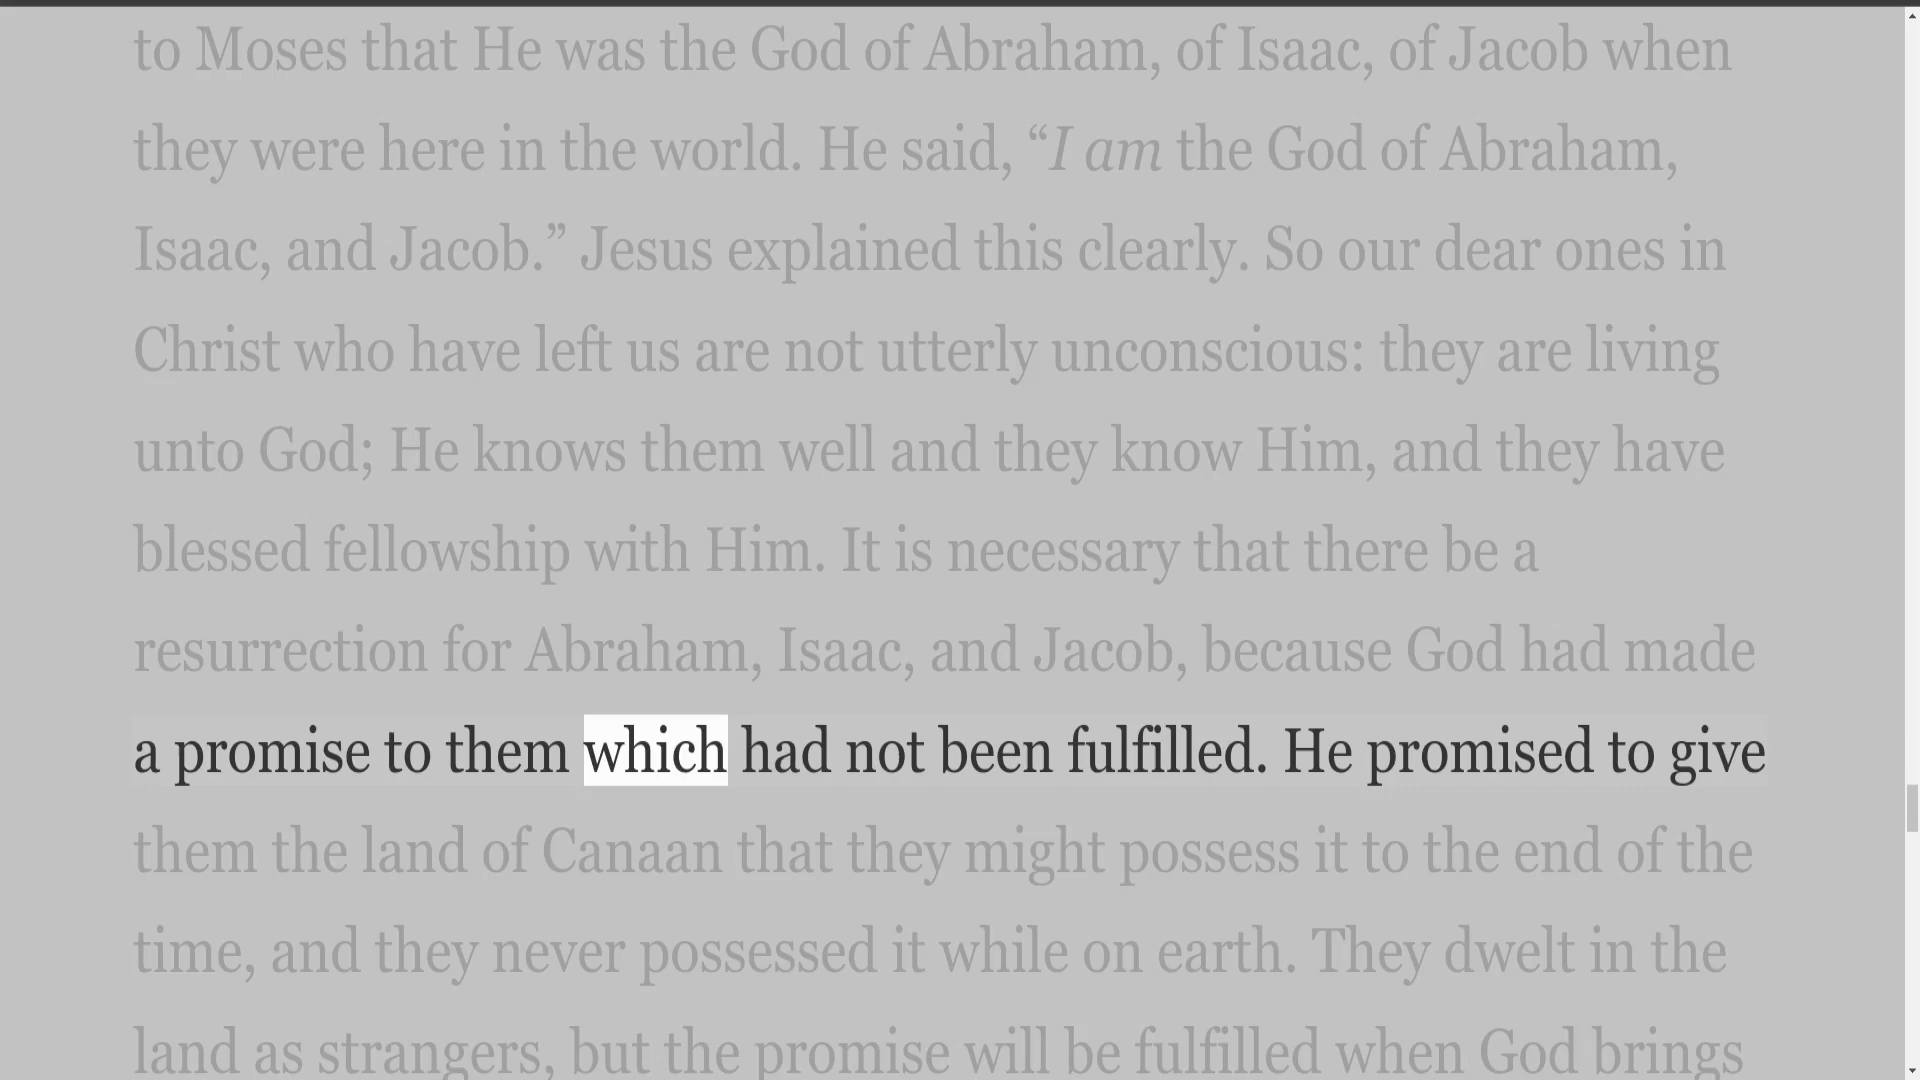 to Moses that He was the God of Abraham, of Isaac, of Jacob when
they were here in the world. He said, “I am the God of Abraham,
Isaac, and Jacob.” Jesus explained this clearly. So our dear ones in
Christ who have left us are not utterly unconscious: they are living
unto God; He knows them well and they know Him, and they have
blessed fellowship with Him. It is necessary that there be a
resurrection for Abraham, Isaac, and Jacob, because God had made
a promise to them which had not been fulfilled. He promised to give
them the land of Canaan that they might possess it to the end of the
time, and they never possessed it while on earth. They dwelt in the
land as strangers, but the promise will be fulfilled when God brings